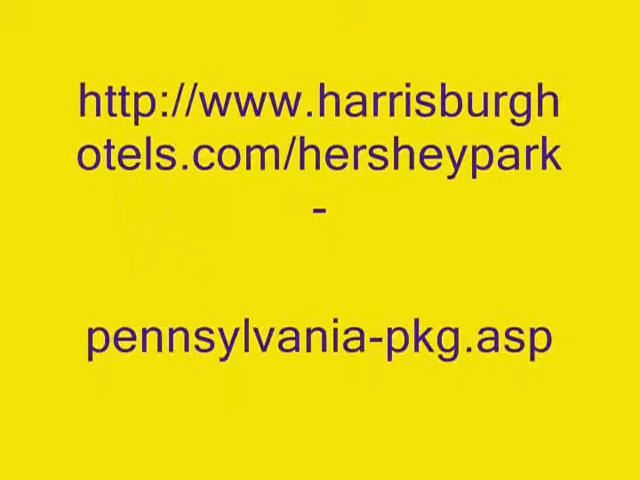 http://www.harrisburgh
otels.com/hersheypark
-
pennsylvania-pkg.asp